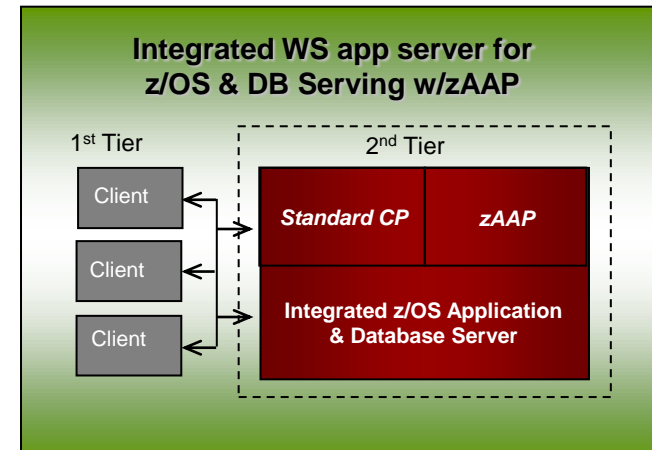 Integrated WS app server for
z/OS & DB Serving w/zAAP
1st Tier
2nd Tier
Client
Client
Client
Standard CP
zAAP
Integrated z/OS Application
& Database Server